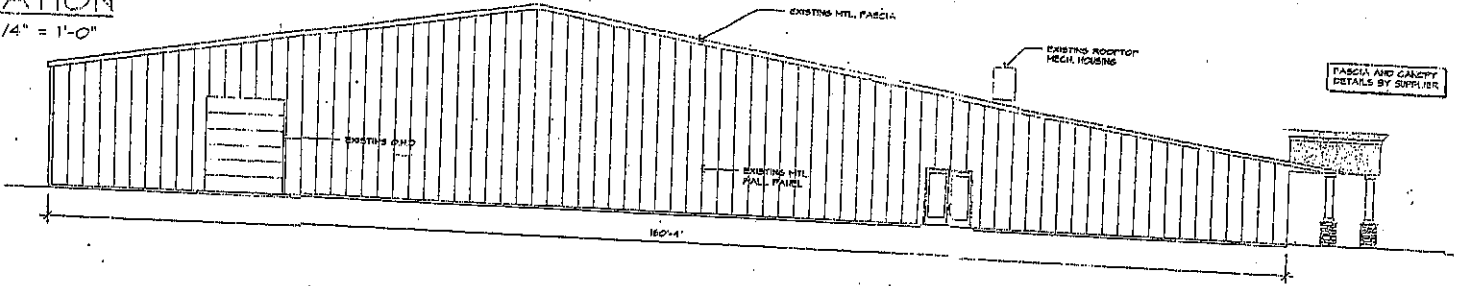 ATION
/4" = 1'-0"
EXISTING MTL. FASCIA
EXISTING ROOFTOP
MECH. HOUSING
FASCIA AND CANOPY
DETAILS BY SUPPLIER
EXISTING O.H.D
EXISTING MTL
WALL PANEL
160'-4"